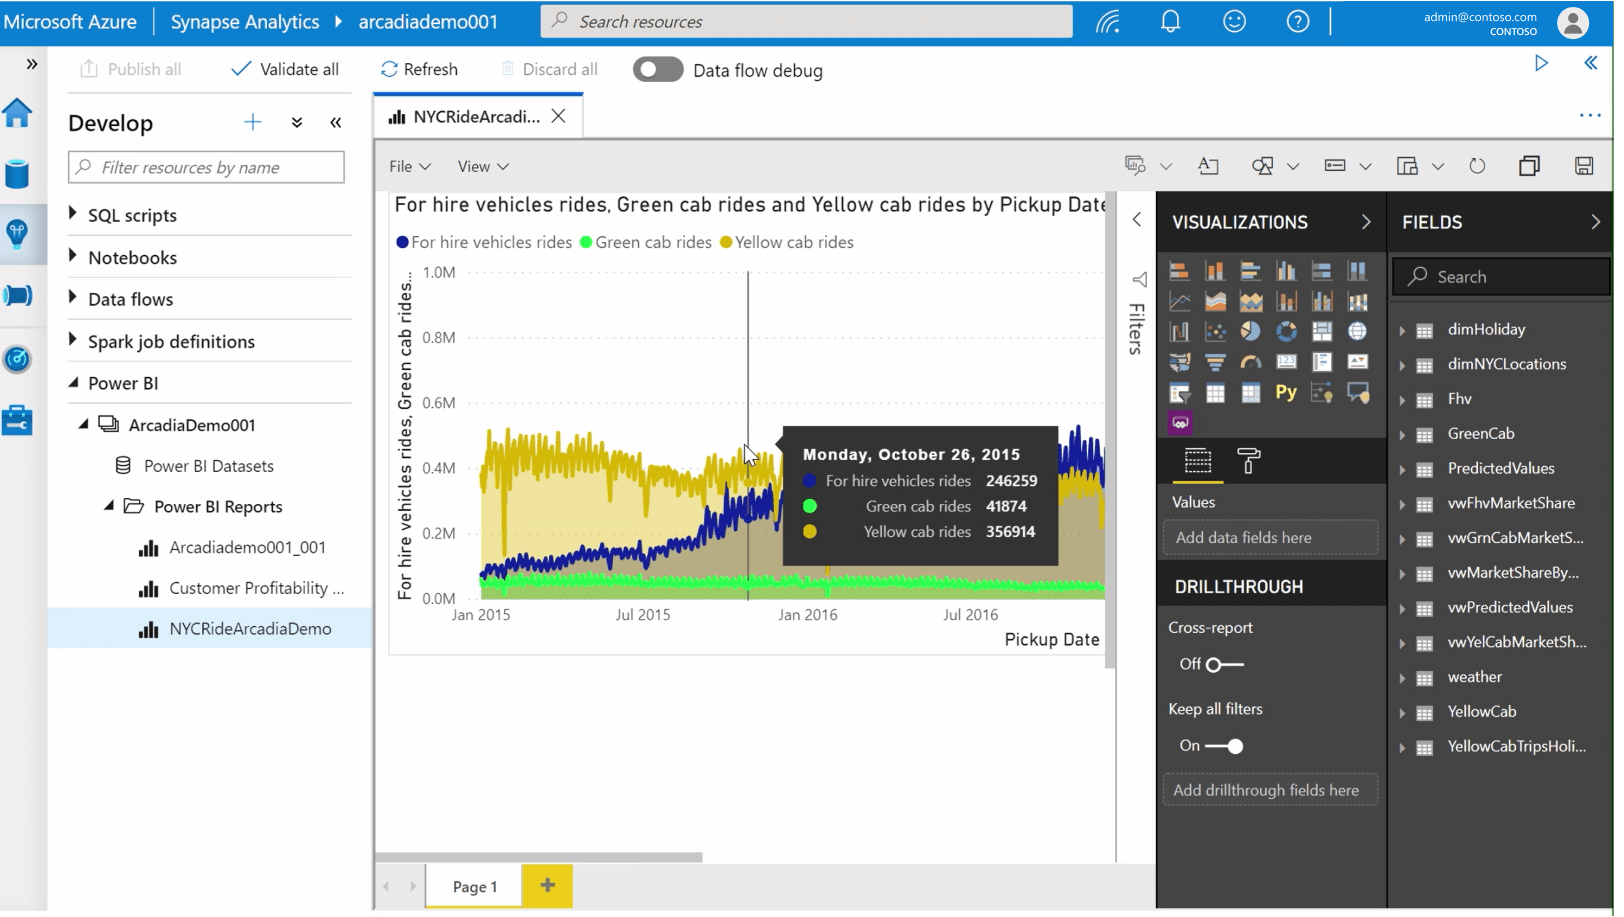 Microsoft Azure
Synapse Analytics
arcadiademo001
Search resources
admin@contoso.com
CONTOSO
Publish all
Validate all
Refresh
Discard all
Data flow debug
Develop
Filter resources by name
SQL scripts
Notebooks
Data flows
Spark job definitions
Power BI
ArcadiaDemo001
Power BI Datasets
Power BI Reports
Arcadiademo001_001
Customer Profitability ...
NYCRideArcadiaDemo
NYCRideArcadi...
File
View
For hire vehicles rides, Green cab rides and Yellow cab rides by Pickup Date
For hire vehicles rides
Green cab rides
Yellow cab rides
For hire vehicles rides, Green cab rides...
1.0M
0.8M
0.6M
0.4M
0.2M
0.0M
Jan 2015
Jul 2015
Jan 2016
Jul 2016
Pickup Date
Monday, October 26, 2015
For hire vehicles rides 246259
Green cab rides 41874
Yellow cab rides 356914
Page 1
Filters
VISUALIZATIONS
123
Py
Values
Add data fields here
DRILLTHROUGH
Cross-report
Off
Keep all filters
On
Add drillthrough fields here
FIELDS
Search
dimHoliday
dimNYCLocations
Fhv
GreenCab
PredictedValues
vwFhvMarketShare
vwGrnCabMarketS...
vwMarketShareBy...
vwPredictedValues
vwYelCabMarketSh...
weather
YellowCab
YellowCabTripsHoli...